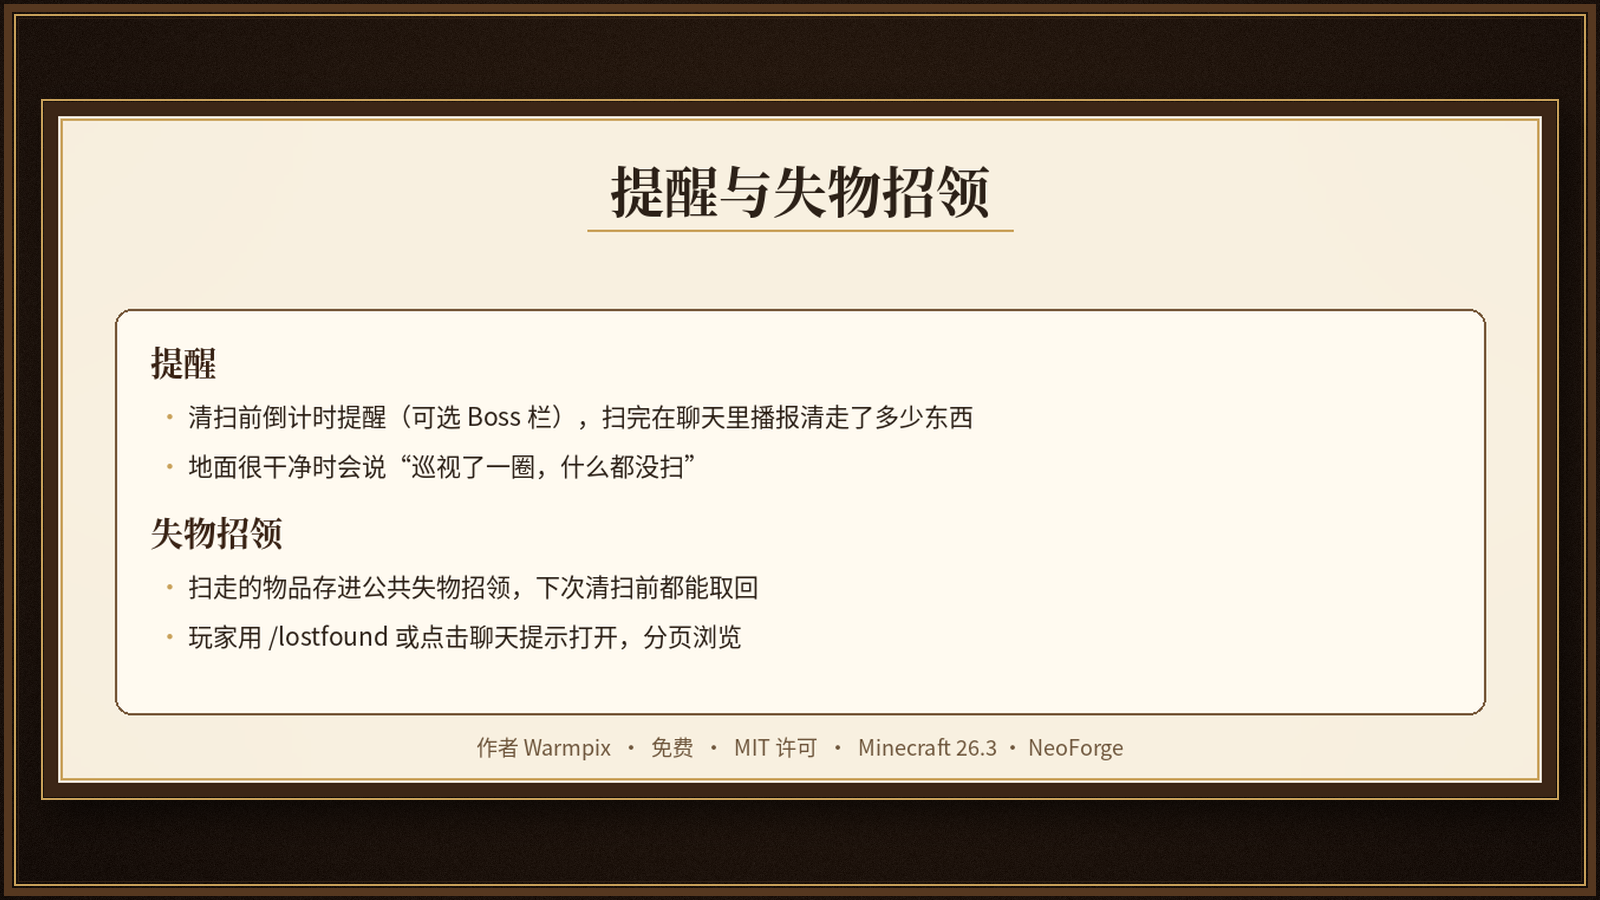 提醒与失物招领
提醒
• 清扫前倒计时提醒（可选 Boss 栏），扫完在聊天里播报清走了多少东西
• 地面很干净时会说“巡视了一圈，什么都没扫”
失物招领
• 扫走的物品存进公共失物招领，下次清扫前都能取回
• 玩家用 /lostfound 或点击聊天提示打开，分页浏览
作者 Warmpix • 免费 • MIT 许可 • Minecraft 26.3 • NeoForge